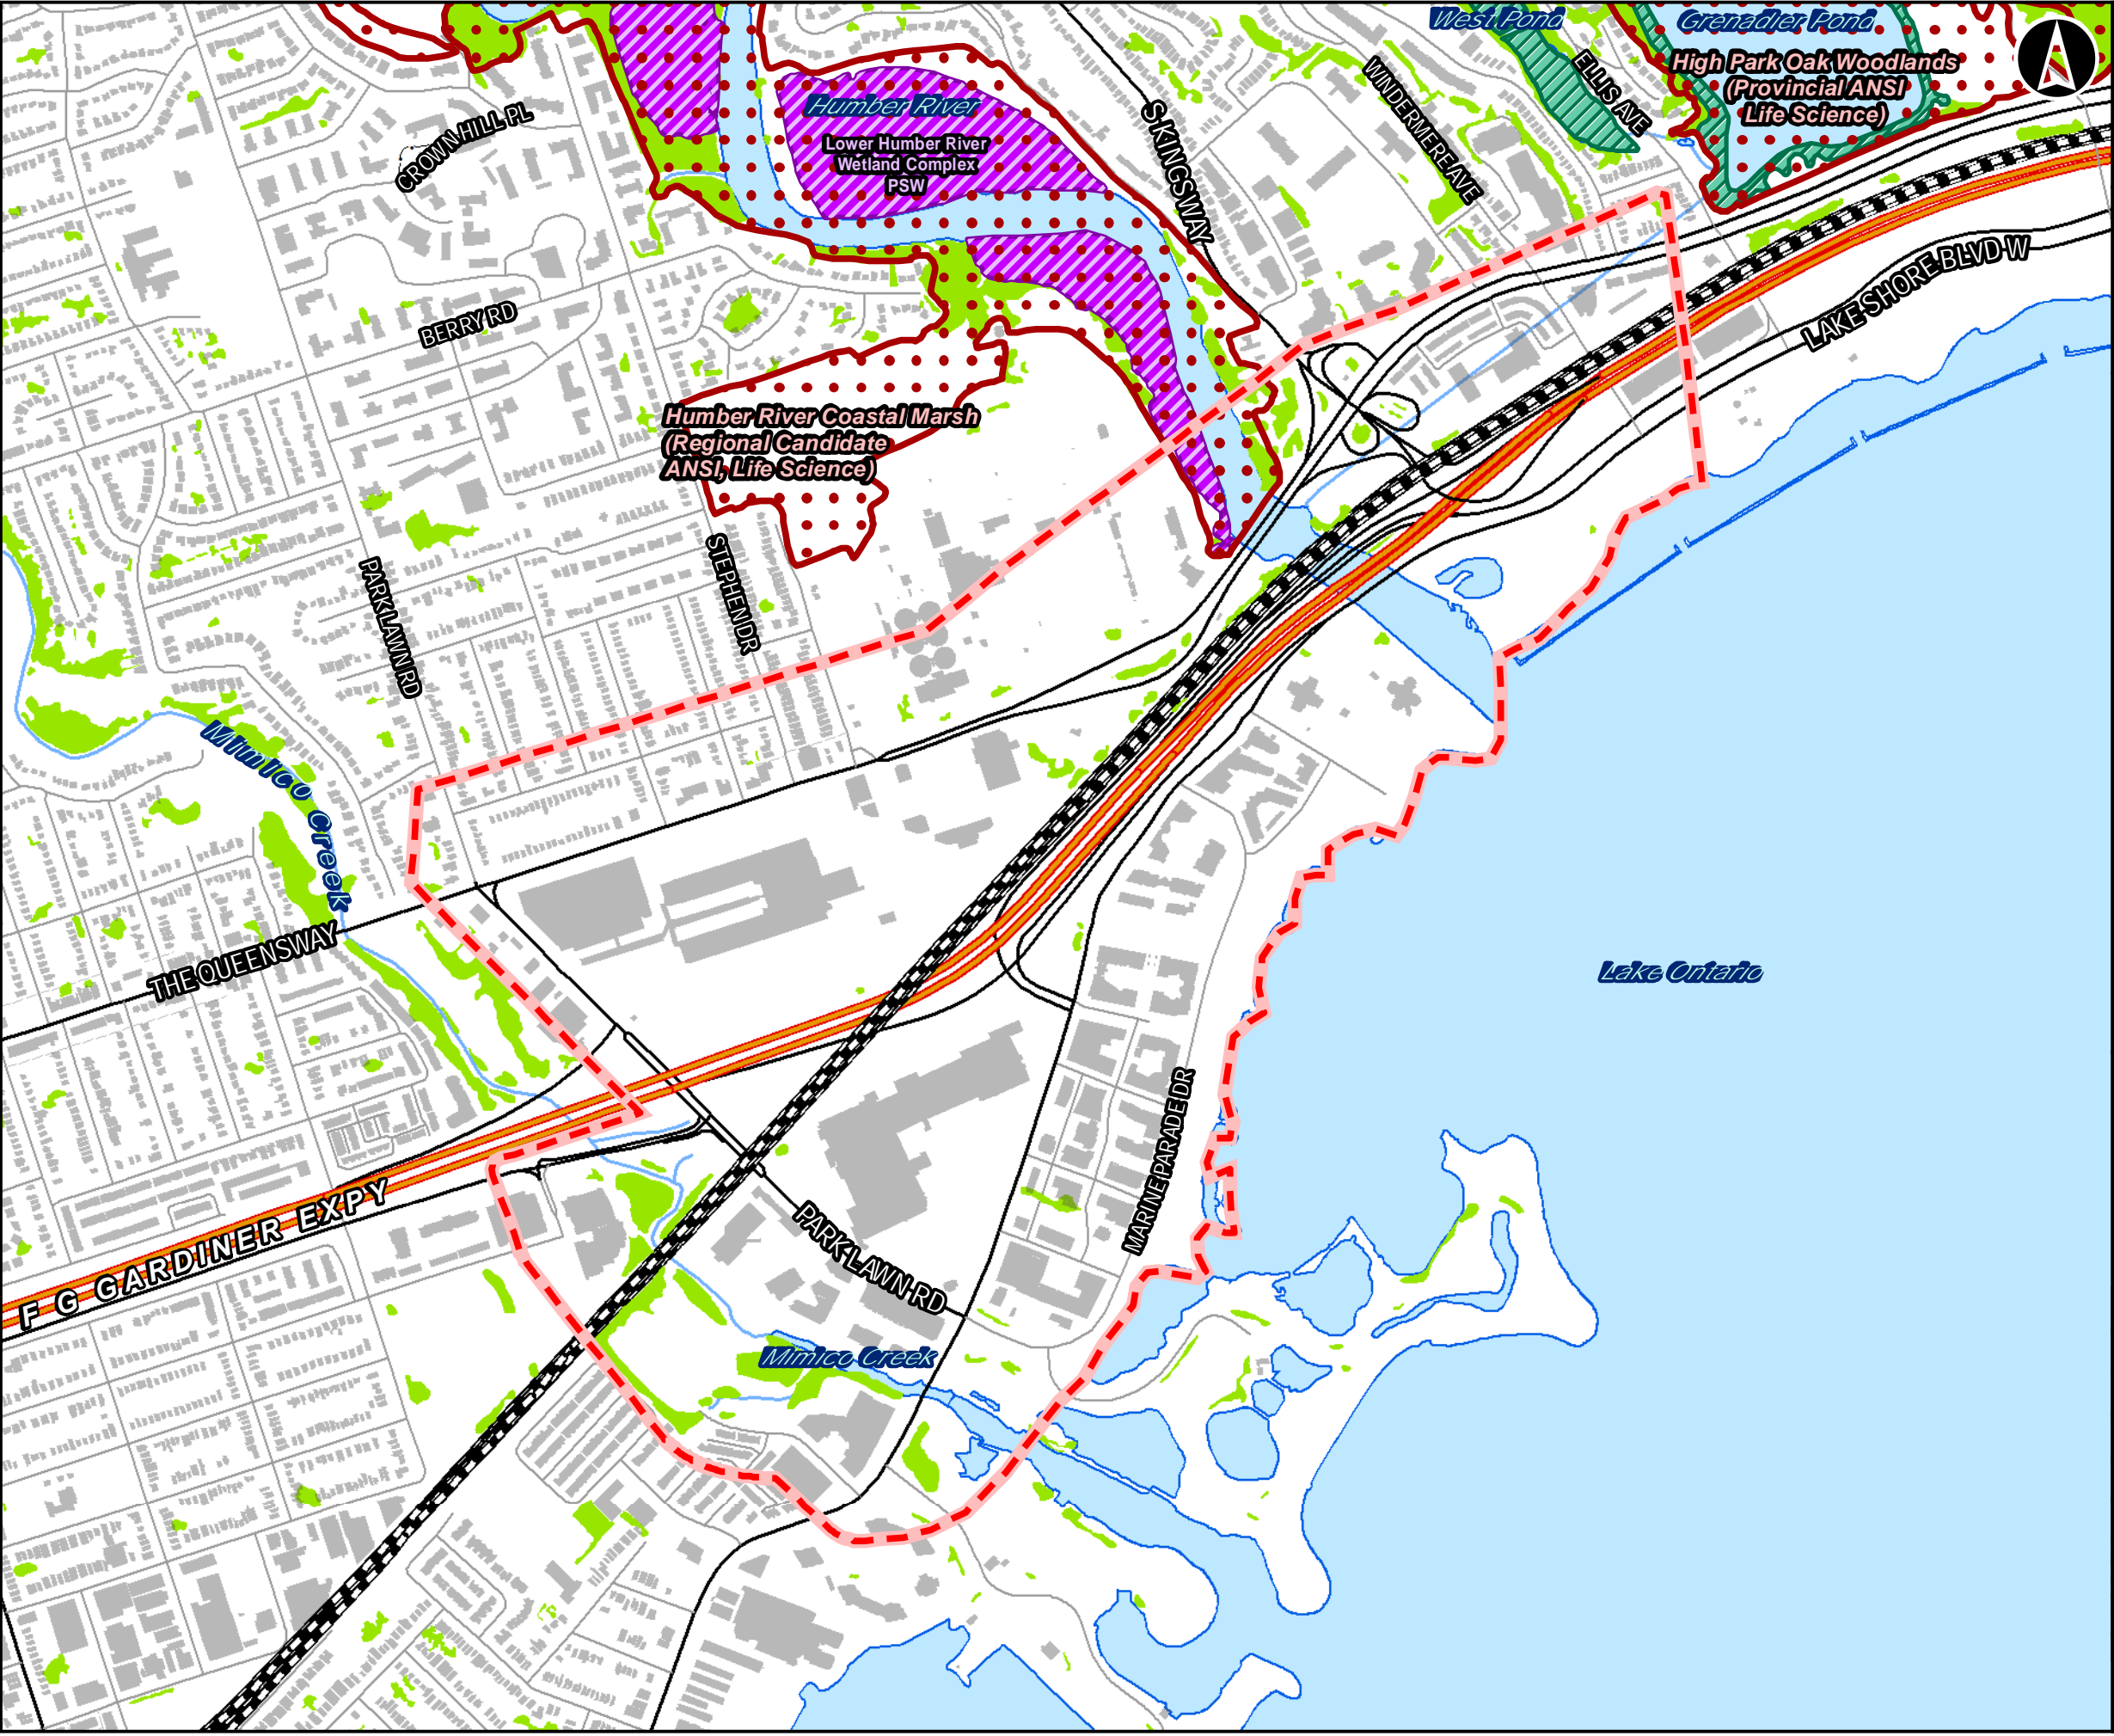 West Pond
Grenadier Pond
High Park Oak Woodlands
(Provincial ANSI
Life Science)
ELLIS AVE
WINDERMERE AVE
S KINGSWAY
Humber River
Lower Humber River
Wetland Complex
PSW
CROWN HILL PL
BERRY RD
LAKE SHORE BLVD W
Humber River Coastal Marsh
(Regional Candidate
ANSI, Life Science)
PARK LAWN RD
STEPHEN DR
Mimico Creek
THE QUEENSWAY
Lake Ontario
MARINE PARADE DR
F G GARDINER EXPY
PARK LAWN RD
Mimico Creek